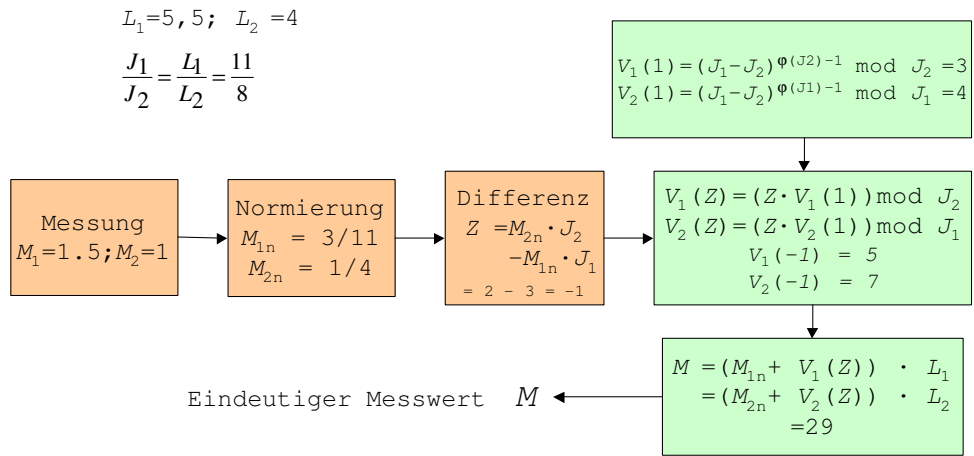 L₁=5,5; L₂ =4
J1/J2 = L1/L2 = 11/8
V₁(1)=(J₁-J₂)^φ(J2)-1 mod J₂ =3
V₂(1)=(J₁-J₂)^φ(J1)-1 mod J₁ =4
Messung
M₁=1.5;M₂=1
Normierung
M₁ₙ = 3/11
M₂ₙ = 1/4
Differenz
Z =M₂ₙ·J₂
-M₁ₙ·J₁
= 2 - 3 = -1
V₁(Z)=(Z·V₁(1))mod J₂
V₂(Z)=(Z·V₂(1))mod J₁
V₁(-1) = 5
V₂(-1) = 7
M =(M₁ₙ+ V₁(Z)) · L₁
=(M₂ₙ+ V₂(Z)) · L₂
=29
Eindeutiger Messwert M